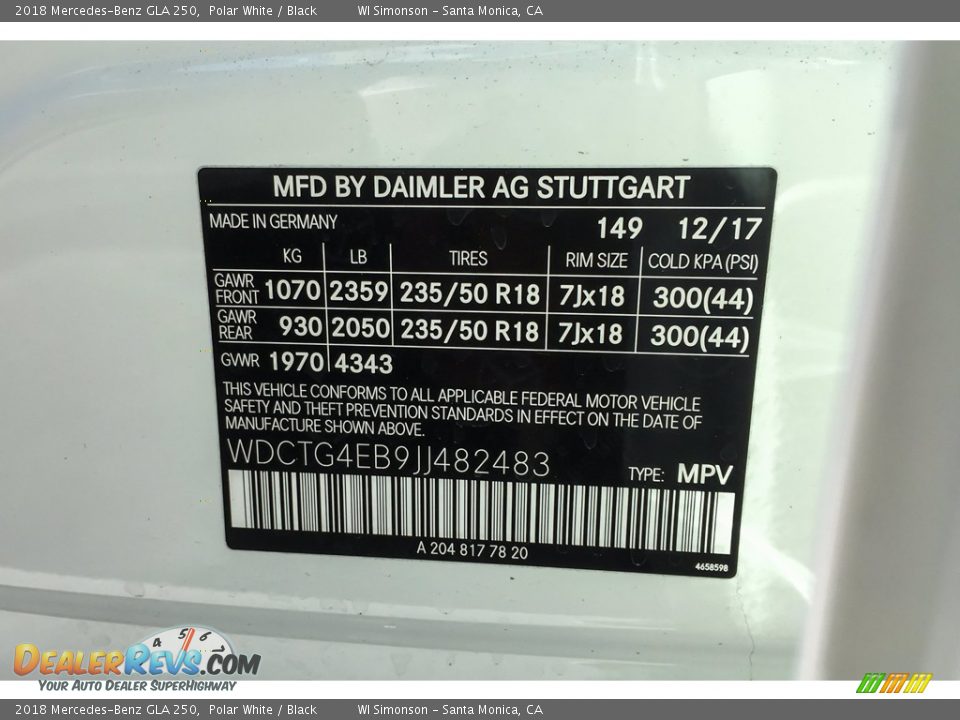 2018 Mercedes-Benz GLA 250, Polar White / Black WI Simonson - Santa Monica, CA
MFD BY DAIMLER AG STUTTGART
MADE IN GERMANY 149 12/17
KG LB TIRES RIM SIZE COLD KPA (PSI)
GAWR FRONT 1070 2359 235/50 R18 7Jx18 300(44)
GAWR REAR 930 2050 235/50 R18 7Jx18 300(44)
GVWR 1970 4343
THIS VEHICLE CONFORMS TO ALL APPLICABLE FEDERAL MOTOR VEHICLE
SAFETY AND THEFT PREVENTION STANDARDS IN EFFECT ON THE DATE OF
MANUFACTURE SHOWN ABOVE.
WDCTG4EB9JJ482483 TYPE: MPV
A 204 817 78 20
4658598
4 5 6 7
DEALERREVS.COM
YOUR AUTO DEALER SUPERHIGHWAY
2018 Mercedes-Benz GLA 250, Polar White / Black WI Simonson - Santa Monica, CA